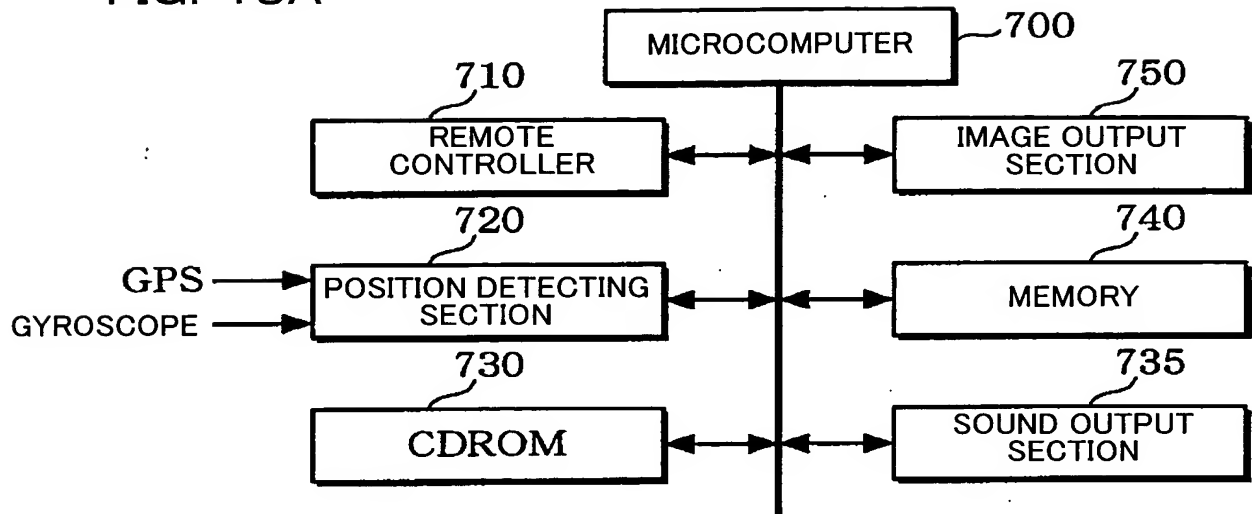 FIG.
MICROCOMPUTER
700
710
REMOTE
CONTROLLER
750
IMAGE OUTPUT
SECTION
720
GPS
GYROSCOPE
POSITION DETECTING
SECTION
740
MEMORY
730
CDROM
735
SOUND OUTPUT
SECTION